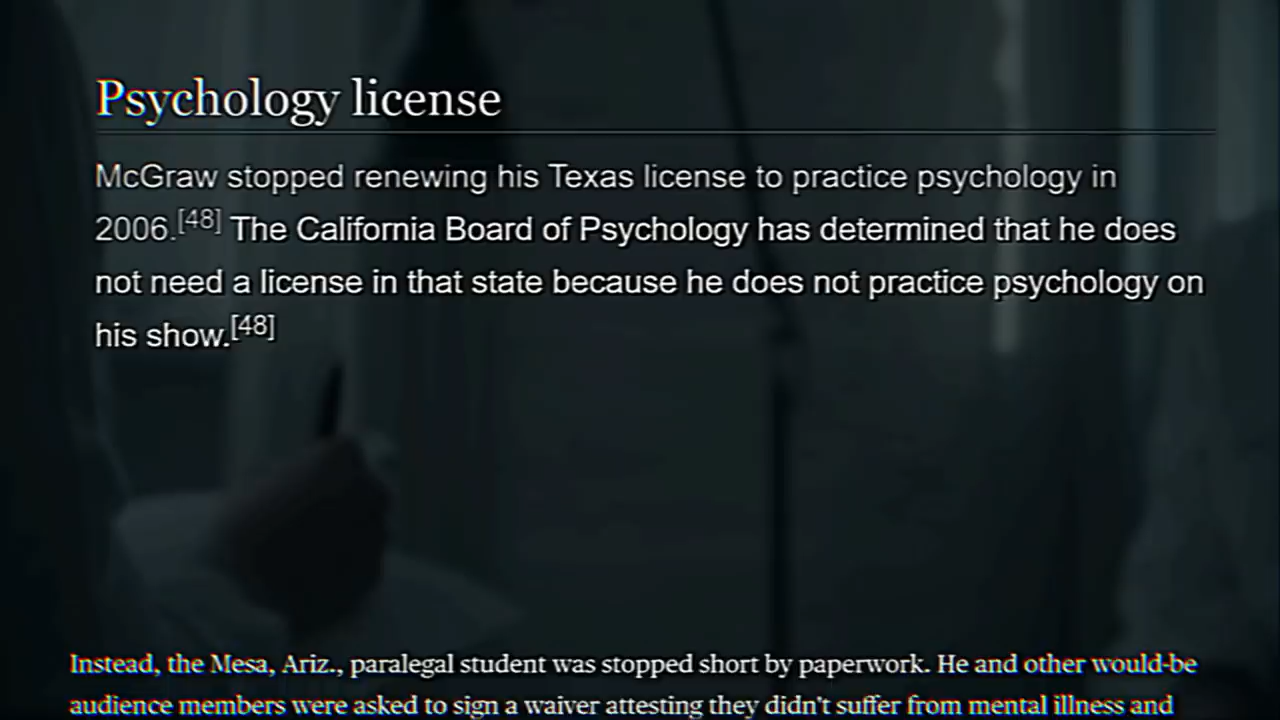 Psychology license
McGraw stopped renewing his Texas license to practice psychology in
2006.[48] The California Board of Psychology has determined that he does
not need a license in that state because he does not practice psychology on
his show.[48]
Instead, the Mesa, Ariz., paralegal student was stopped short by paperwork. He and other would-be
audience members were asked to sign a waiver attesting they didn't suffer from mental illness and